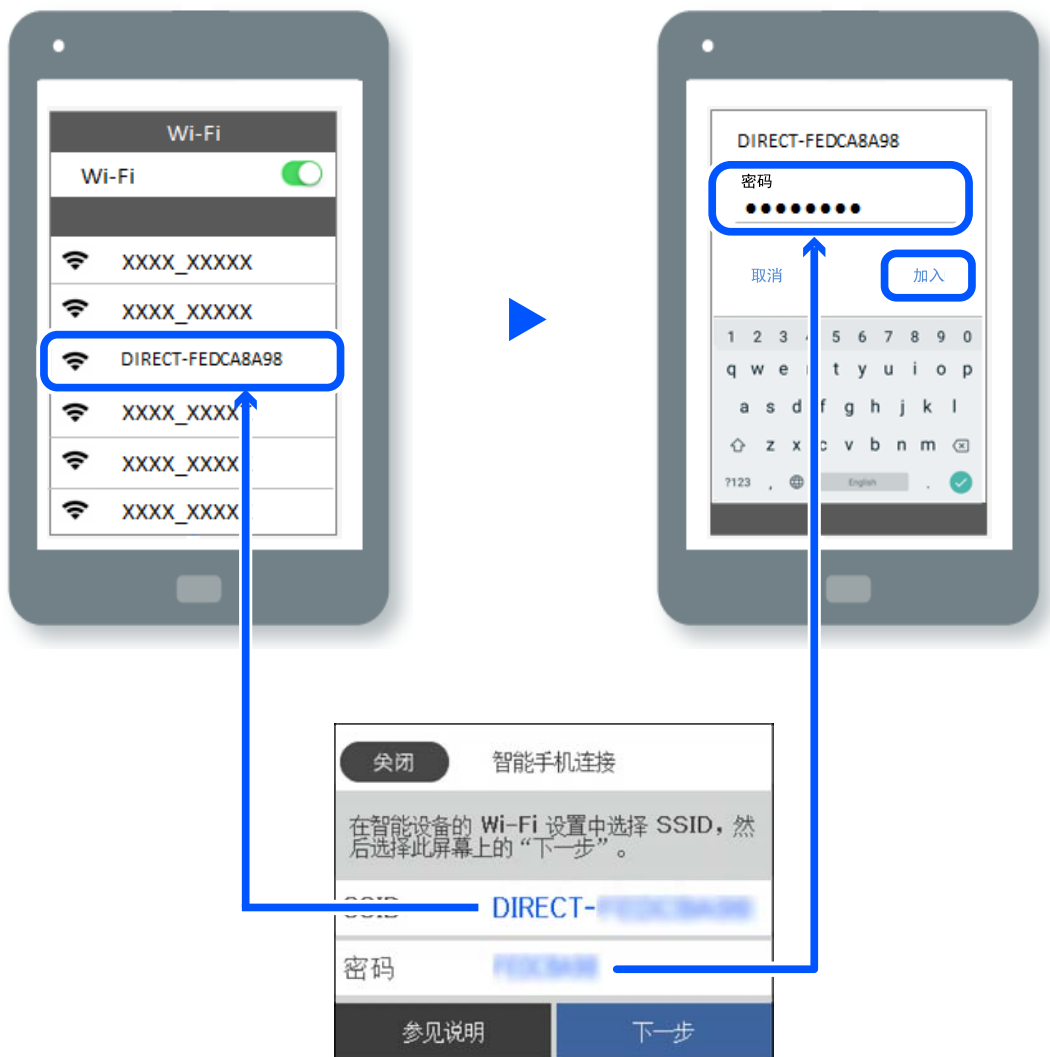 Wi-Fi
Wi-Fi
XXXX_XXXXX
XXXX_XXXXX
DIRECT-FEDCA8A98
XXXX_XXXX
XXXX_XXXX
XXXX_XXXX
DIRECT-FEDCA8A98
密码
●●●●●●●●
取消
加入
1 2 3 4 5 6 7 8 9 0
q w e t y u i o p
a s d f g h j k l
z x c v b n m
?123 , English .
关闭
智能手机连接
在智能设备的 Wi-Fi 设置中选择 SSID，然
后选择此屏幕上的“下一步”。
SSID
DIRECT-
密码
参见说明
下一步